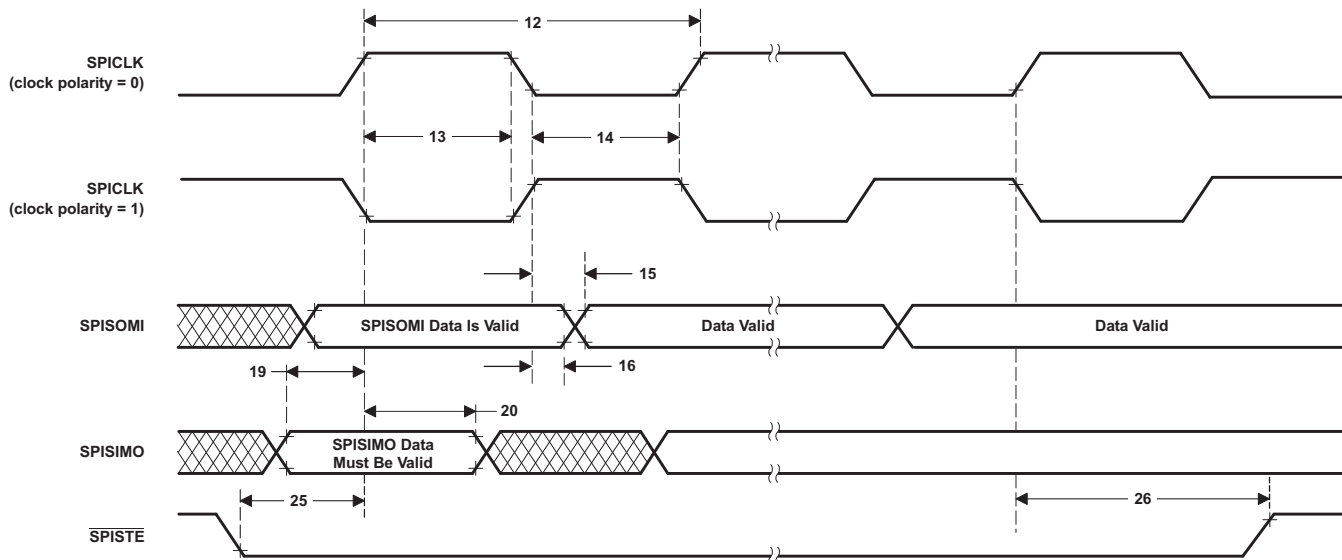 12
SPICLK
(clock polarity = 0)
13
14
SPICLK
(clock polarity = 1)
15
SPISOMI
SPISOMI Data Is Valid
Data Valid
Data Valid
19
16
20
SPISIMO
SPISIMO Data
Must Be Valid
25
26
SPISTE